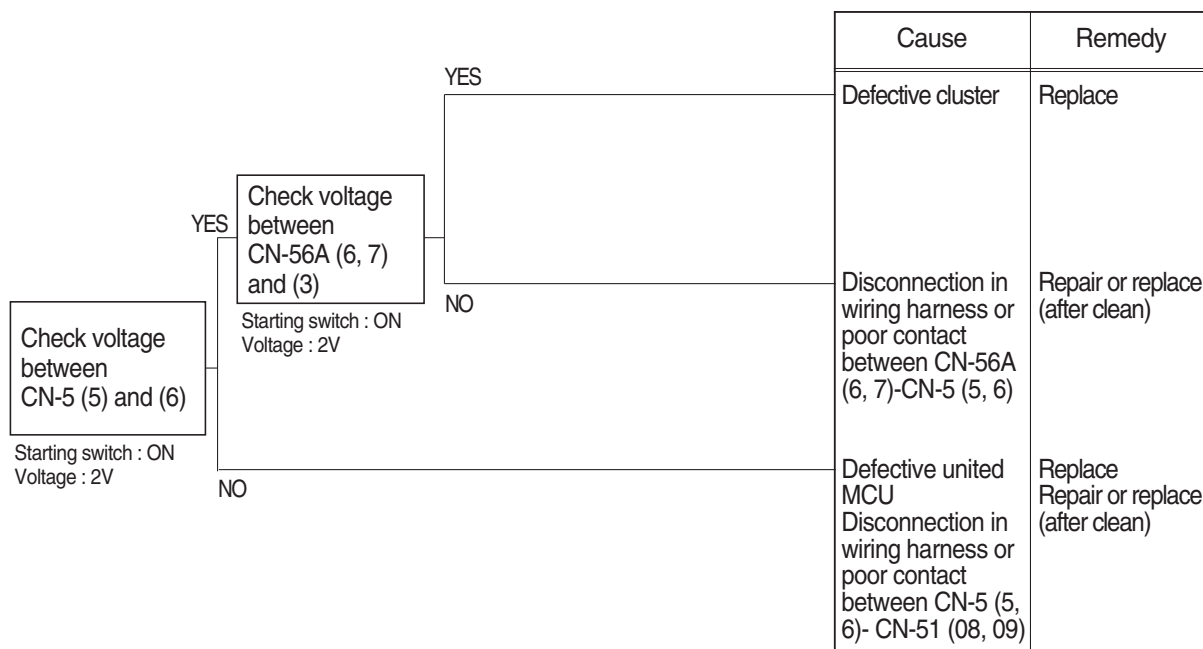 Cause
Remedy
YES
Defective cluster
Replace
Check voltage
between
CN-56A (6, 7)
and (3)
YES
Starting switch : ON
Voltage : 2V
NO
Disconnection in
wiring harness or
poor contact
between CN-56A
(6, 7)-CN-5 (5, 6)
Repair or replace
(after clean)
Check voltage
between
CN-5 (5) and (6)
Starting switch : ON
Voltage : 2V
NO
Defective united
MCU
Disconnection in
wiring harness or
poor contact
between CN-5 (5,
6)- CN-51 (08, 09)
Replace
Repair or replace
(after clean)